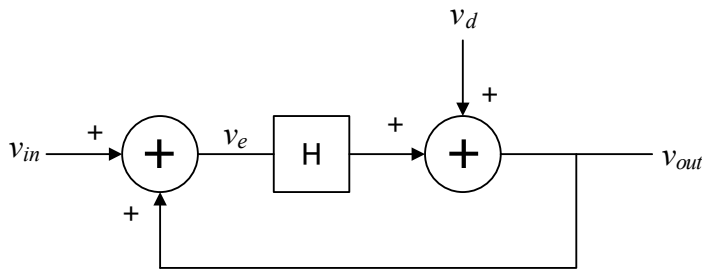 v_d
+
v_in + + v_e H + + v_out
+